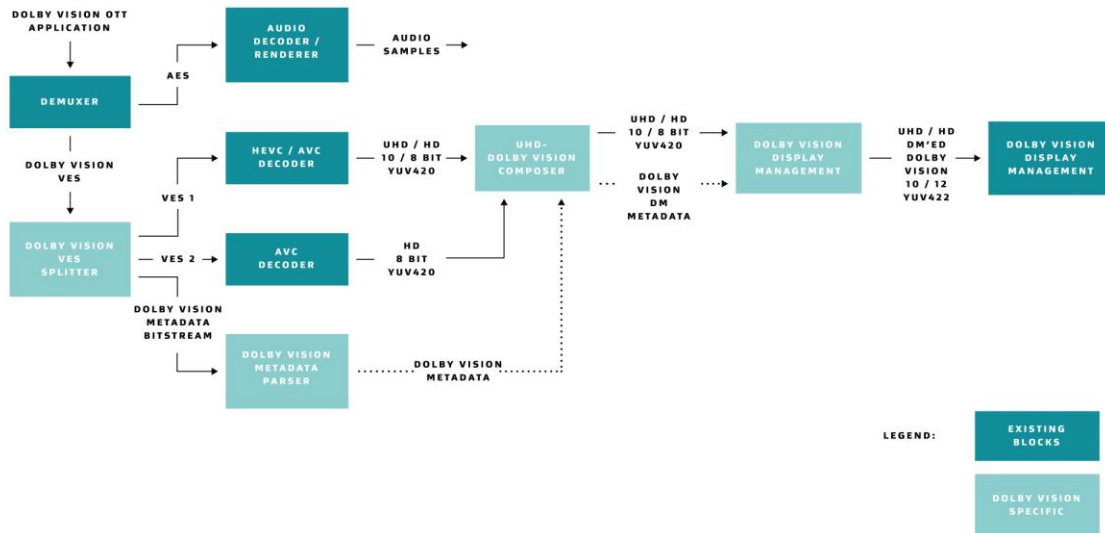 DOLBY VISION OTT
APPLICATION
DEMUXER
AES
AUDIO
DECODER /
RENDERER
AUDIO
SAMPLES
DOLBY VISION
VES
DOLBY VISION
VES
SPLITTER
VES 1
HEVC / AVC
DECODER
UHD / HD
10 / 8 BIT
YUV420
VES 2
AVC
DECODER
HD
8 BIT
YUV420
DOLBY VISION
METADATA
BITSTREAM
DOLBY VISION
METADATA
PARSER
DOLBY VISION
METADATA
UHD–
DOLBY VISION
COMPOSER
UHD / HD
10 / 8 BIT
YUV420
DOLBY
VISION
DM
METADATA
DOLBY VISION
DISPLAY
MANAGEMENT
UHD / HD
DM'ED
DOLBY
VISION
10 / 12
YUV422
DOLBY VISION
DISPLAY
MANAGEMENT
LEGEND:
EXISTING
BLOCKS
DOLBY VISION
SPECIFIC